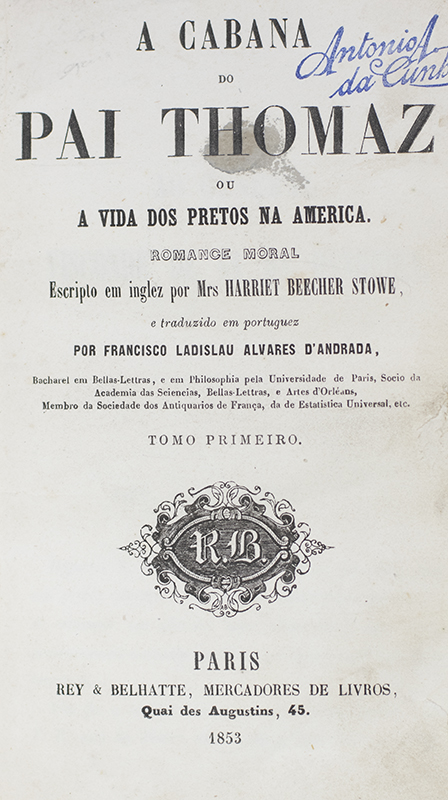 A CABANA
DO
PAI THOMAZ
OU
A VIDA DOS PRETOS NA AMERICA.
ROMANCE MORAL
Escripto em inglez por Mrs HARRIET BEECHER STOWE,
e traduzido em portuguez
POR FRANCISCO LADISLAU ALVARES D'ANDRADA,
Bacharel em Bellas-Lettras, e em Philosophia pela Universidade de Paris, Socio da
Academia das Sciencias, Bellas-Lettras, e Artes d'Orléans,
Membro da Sociedade dos Antiquarios de França, da de Estatistica Universal, etc.
TOMO PRIMEIRO.
R.B.
PARIS
REY & BELHATTE, MERCADORES DE LIVROS,
Quai des Augustins, 45.
1853
Antonio
da Cunh